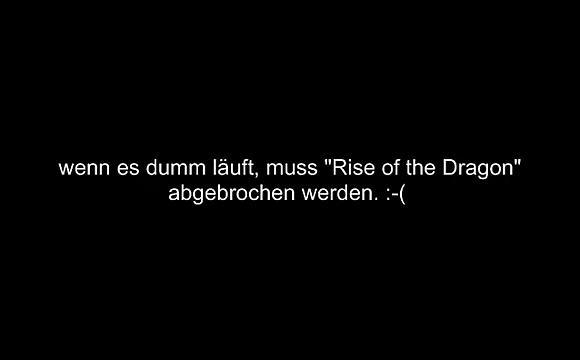 wenn es dumm läuft, muss "Rise of the Dragon"
abgebrochen werden. :-(